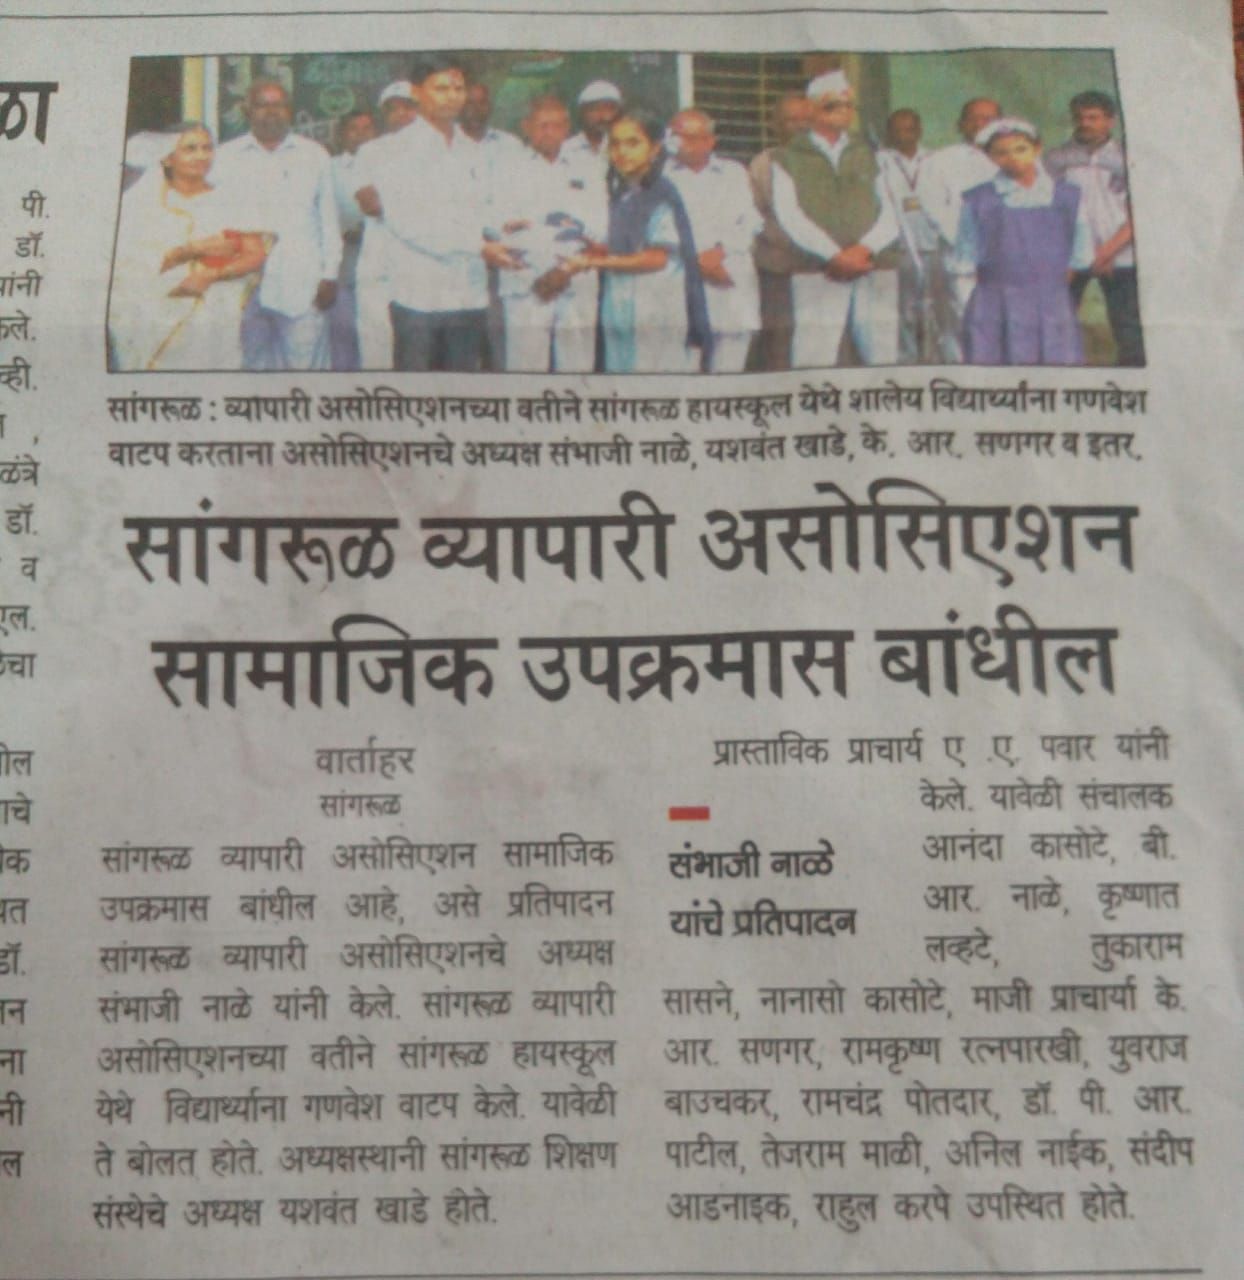 सांगरूळ : व्यापारी असोसिएशनच्या वतीने सांगरूळ हायस्कूल येथे शालेय विद्यार्थ्यांना गणवेश
वाटप करताना असोसिएशनचे अध्यक्ष संभाजी नाळे, यशवंत खाडे, के. आर. सणगर व इतर.
सांगरूळ व्यापारी असोसिएशन
सामाजिक उपक्रमास बांधील
वार्ताहर
सांगरूळ
सांगरूळ व्यापारी असोसिएशन सामाजिक
उपक्रमास बांधील आहे, असे प्रतिपादन
सांगरूळ व्यापारी असोसिएशनचे अध्यक्ष
संभाजी नाळे यांनी केले. सांगरूळ व्यापारी
असोसिएशनच्या वतीने सांगरूळ हायस्कूल
येथे विद्यार्थ्यांना गणवेश वाटप केले. यावेळी
ते बोलत होते. अध्यक्षस्थानी सांगरूळ शिक्षण
संस्थेचे अध्यक्ष यशवंत खाडे होते.
प्रास्ताविक प्राचार्य ए .ए. पवार यांनी
केले. यावेळी संचालक
संभाजी नाळे
यांचे प्रतिपादन
आनंदा कासोटे, बी.
आर. नाळे, कृष्णात
लव्हटे, तुकाराम
सासने, नानासो कासोटे, माजी प्राचार्या के.
आर. सणगर, रामकृष्ण रत्नपारखी, युवराज
बाउचकर, रामचंद्र पोतदार, डॉ. पी. आर.
पाटील, तेजराम माळी, अनिल नाईक, संदीप
आडनाइक, राहुल करपे उपस्थित होते.
पी.
डॉ.
डॉ.
व